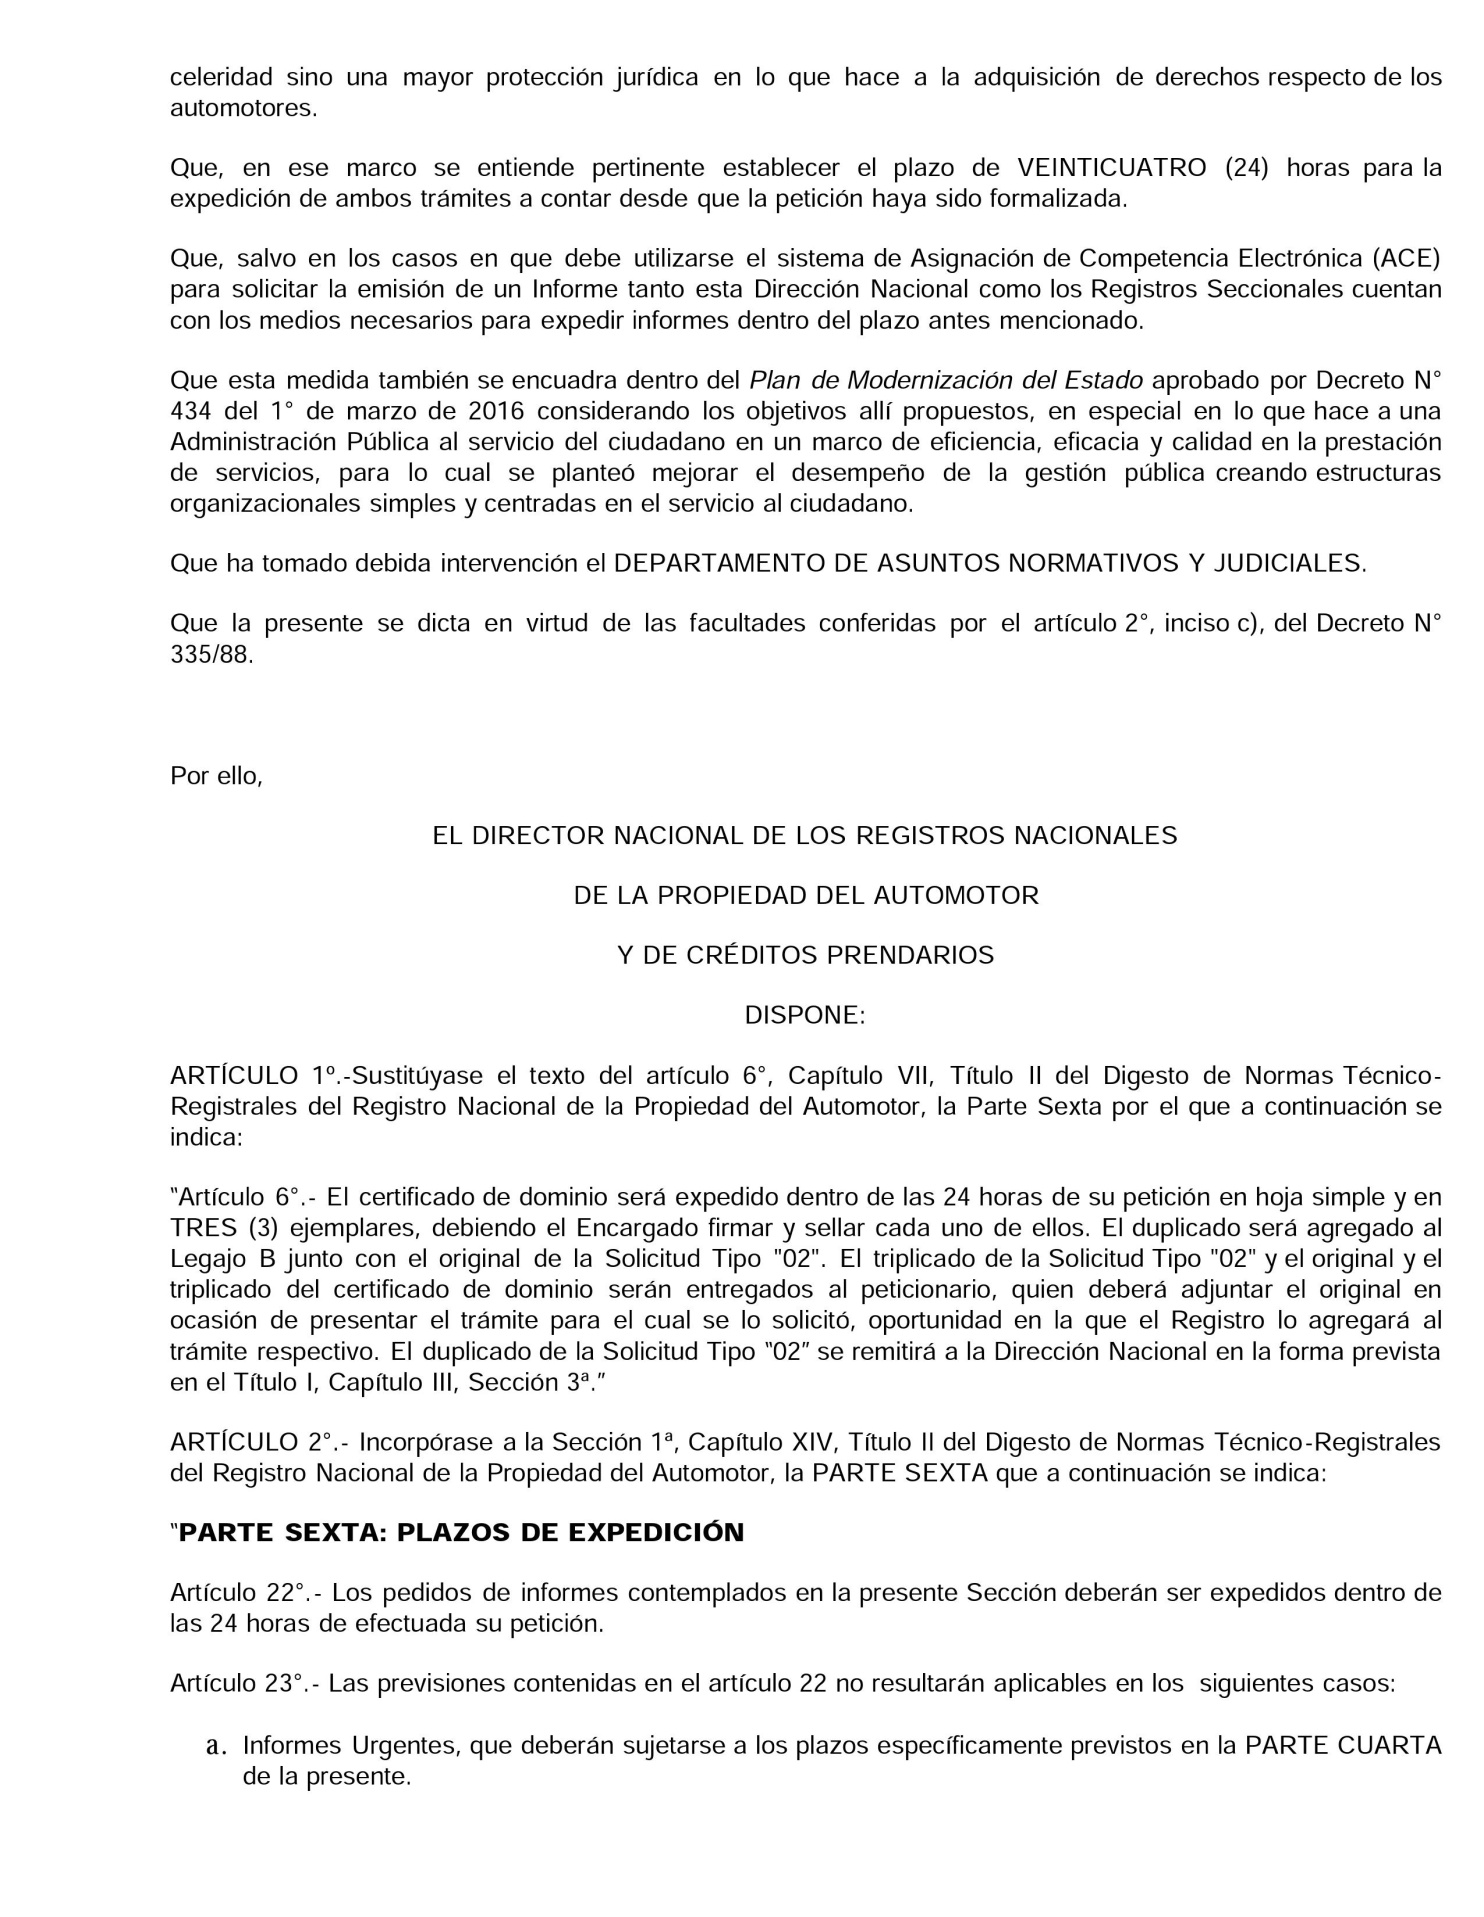 celeridad sino una mayor protección jurídica en lo que hace a la adquisición de derechos respecto de los
automotores.
Que, en ese marco se entiende pertinente establecer el plazo de VEINTICUATRO (24) horas para la
expedición de ambos trámites a contar desde que la petición haya sido formalizada.
Que, salvo en los casos en que debe utilizarse el sistema de Asignación de Competencia Electrónica (ACE)
para solicitar la emisión de un Informe tanto esta Dirección Nacional como los Registros Seccionales cuentan
con los medios necesarios para expedir informes dentro del plazo antes mencionado.
Que esta medida también se encuadra dentro del Plan de Modernización del Estado aprobado por Decreto N°
434 del 1° de marzo de 2016 considerando los objetivos allí propuestos, en especial en lo que hace a una
Administración Pública al servicio del ciudadano en un marco de eficiencia, eficacia y calidad en la prestación
de servicios, para lo cual se planteó mejorar el desempeño de la gestión pública creando estructuras
organizacionales simples y centradas en el servicio al ciudadano.
Que ha tomado debida intervención el DEPARTAMENTO DE ASUNTOS NORMATIVOS Y JUDICIALES.
Que la presente se dicta en virtud de las facultades conferidas por el artículo 2°, inciso c), del Decreto N°
335/88.
Por ello,
EL DIRECTOR NACIONAL DE LOS REGISTROS NACIONALES
DE LA PROPIEDAD DEL AUTOMOTOR
Y DE CRÉDITOS PRENDARIOS
DISPONE:
ARTÍCULO 1º.-Sustitúyase el texto del artículo 6°, Capítulo VII, Título II del Digesto de Normas Técnico-
Registrales del Registro Nacional de la Propiedad del Automotor, la Parte Sexta por el que a continuación se
indica:
“Artículo 6°.- El certificado de dominio será expedido dentro de las 24 horas de su petición en hoja simple y en
TRES (3) ejemplares, debiendo el Encargado firmar y sellar cada uno de ellos. El duplicado será agregado al
Legajo B junto con el original de la Solicitud Tipo "02". El triplicado de la Solicitud Tipo "02" y el original y el
triplicado del certificado de dominio serán entregados al peticionario, quien deberá adjuntar el original en
ocasión de presentar el trámite para el cual se lo solicitó, oportunidad en la que el Registro lo agregará al
trámite respectivo. El duplicado de la Solicitud Tipo “02” se remitirá a la Dirección Nacional en la forma prevista
en el Título I, Capítulo III, Sección 3ª.”
ARTÍCULO 2°.- Incorpórase a la Sección 1ª, Capítulo XIV, Título II del Digesto de Normas Técnico-Registrales
del Registro Nacional de la Propiedad del Automotor, la PARTE SEXTA que a continuación se indica:
“PARTE SEXTA: PLAZOS DE EXPEDICIÓN
Artículo 22°.- Los pedidos de informes contemplados en la presente Sección deberán ser expedidos dentro de
las 24 horas de efectuada su petición.
Artículo 23°.- Las previsiones contenidas en el artículo 22 no resultarán aplicables en los siguientes casos:
a. Informes Urgentes, que deberán sujetarse a los plazos específicamente previstos en la PARTE CUARTA
de la presente.